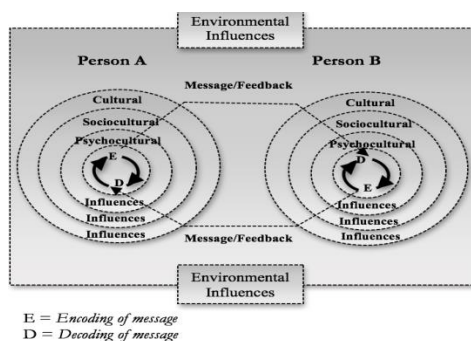 Environmental
Influences
Person A
Person B
Message/Feedback
Cultural
Sociocultural
Psychocultural
E
D
Influences
Influences
Influences
Cultural
Sociocultural
Psychocultural
D
E
Influences
Influences
Influences
Message/Feedback
Environmental
Influences
E = Encoding of message
D = Decoding of message